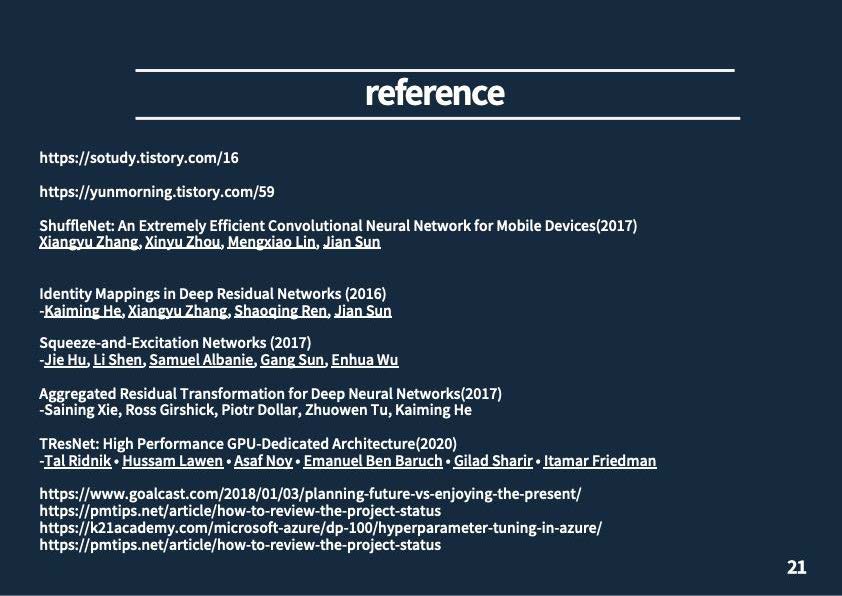 reference
https://sotudy.tistory.com/16
https://yunmorning.tistory.com/59
ShuffleNet: An Extremely Efficient Convolutional Neural Network for Mobile Devices(2017)
Xiangyu Zhang, Xinyu Zhou, Mengxiao Lin, Jian Sun
Identity Mappings in Deep Residual Networks (2016)
-Kaiming He, Xiangyu Zhang, Shaoqing Ren, Jian Sun
Squeeze-and-Excitation Networks (2017)
-Jie Hu, Li Shen, Samuel Albanie, Gang Sun, Enhua Wu
Aggregated Residual Transformation for Deep Neural Networks(2017)
-Saining Xie, Ross Girshick, Piotr Dollar, Zhuowen Tu, Kaiming He
TResNet: High Performance GPU-Dedicated Architecture(2020)
-Tal Ridnik • Hussam Lawen • Asaf Noy • Emanuel Ben Baruch • Gilad Sharir • Itamar Friedman
https://www.goalcast.com/2018/01/03/planning-future-vs-enjoying-the-present/
https://pmtips.net/article/how-to-review-the-project-status
https://k21academy.com/microsoft-azure/dp-100/hyperparameter-tuning-in-azure/
https://pmtips.net/article/how-to-review-the-project-status
21